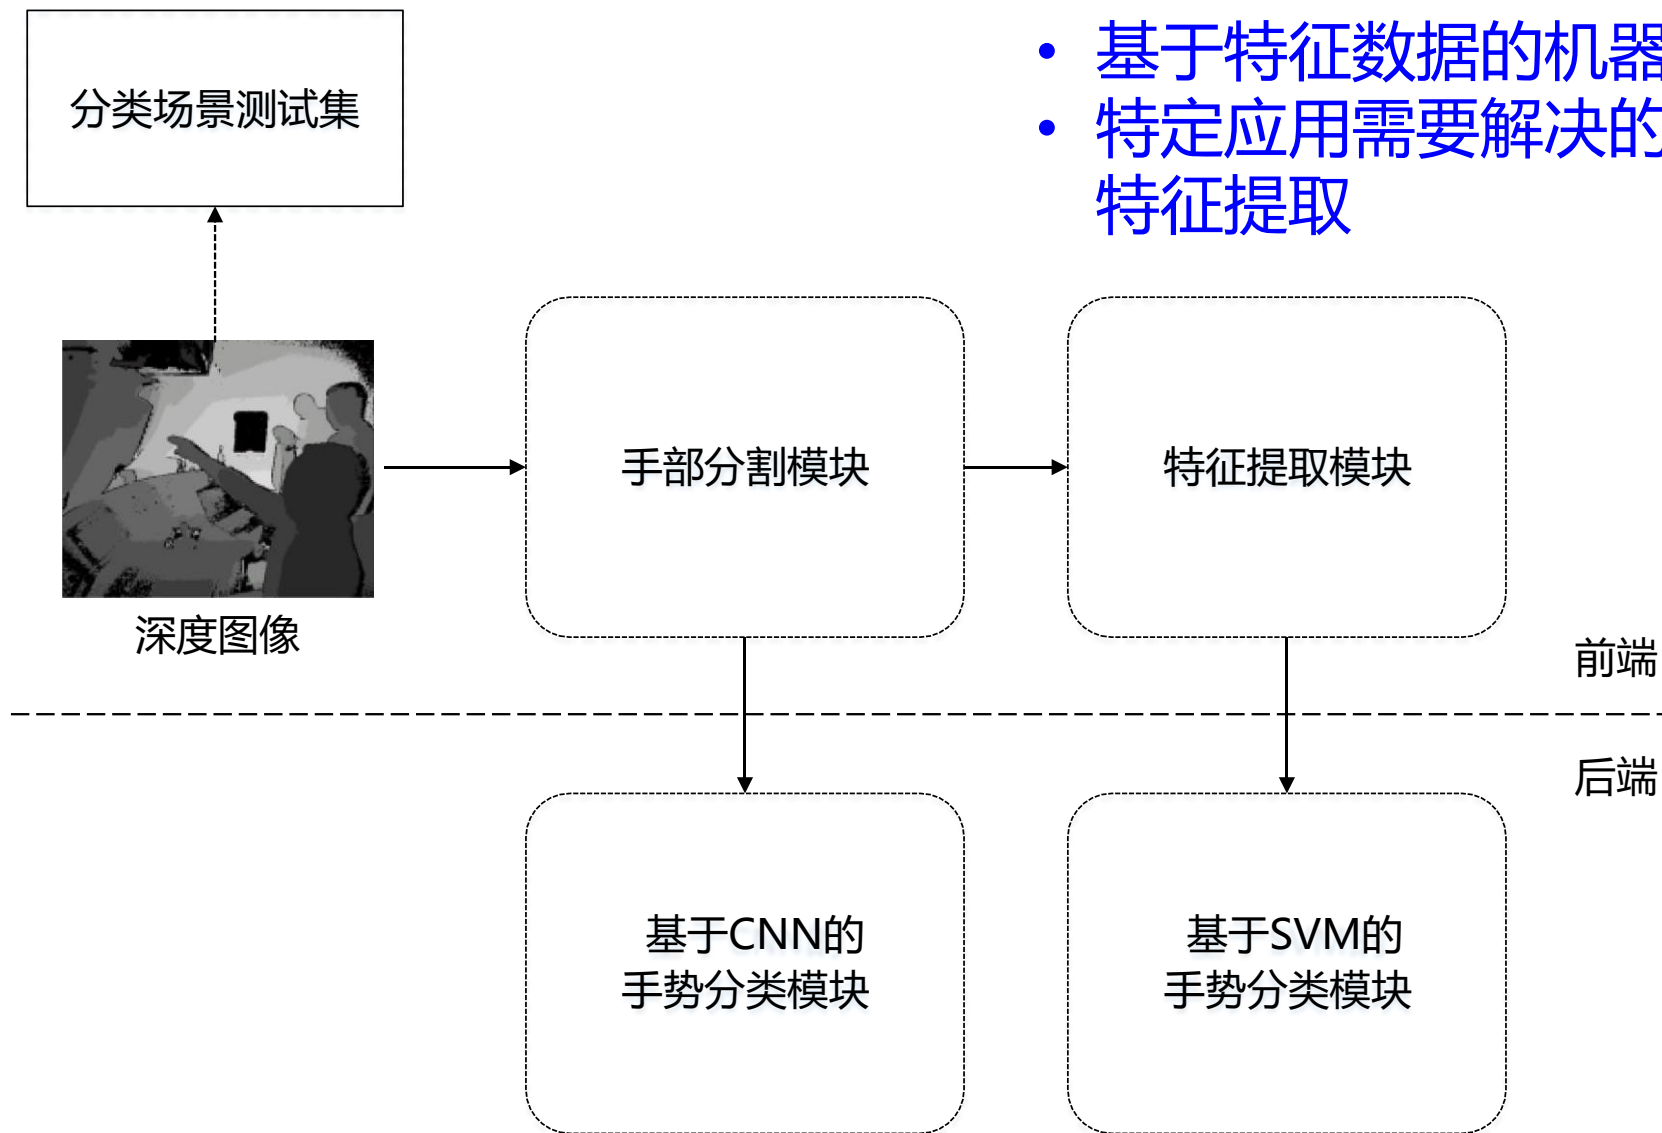 • 基于特征数据的机器
• 特定应用需要解决的
特征提取
分类场景测试集
深度图像
手部分割模块
特征提取模块
前端
后端
基于CNN的
手势分类模块
基于SVM的
手势分类模块